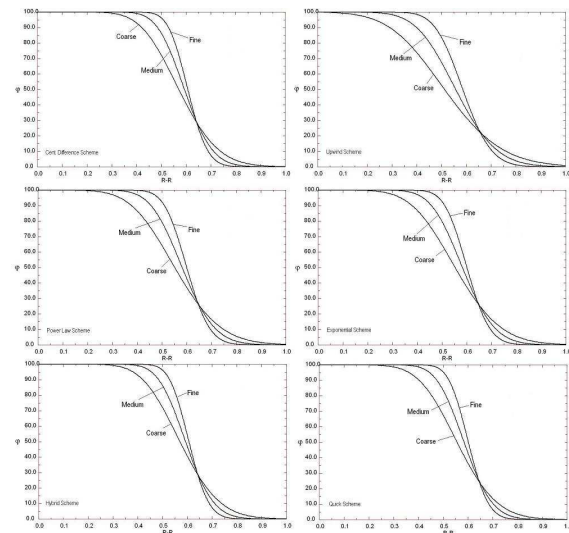 100.0
90.0
80.0
70.0
60.0
φ
50.0
40.0
30.0
20.0
10.0
0.0
Coarse
Fine
Medium
Cent. Difference Scheme
0.0 0.1 0.2 0.3 0.4 0.5 0.6 0.7 0.8 0.9 1.0
R-R
100.0
90.0
80.0
70.0
60.0
φ
50.0
40.0
30.0
20.0
10.0
0.0
Fine
Medium
Coarse
Upwind Scheme
0.0 0.1 0.2 0.3 0.4 0.5 0.6 0.7 0.8 0.9 1.0
R-R
100.0
90.0
80.0
70.0
60.0
φ
50.0
40.0
30.0
20.0
10.0
0.0
Fine
Medium
Coarse
Power Law Scheme
0.0 0.1 0.2 0.3 0.4 0.5 0.6 0.7 0.8 0.9 1.0
R-R
100.0
90.0
80.0
70.0
60.0
φ
50.0
40.0
30.0
20.0
10.0
0.0
Fine
Medium
Coarse
Exponential Scheme
0.0 0.1 0.2 0.3 0.4 0.5 0.6 0.7 0.8 0.9 1.0
R-R
100.0
90.0
80.0
70.0
60.0
φ
50.0
40.0
30.0
20.0
10.0
0.0
Fine
Medium
Coarse
Hybrid Scheme
0.0 0.1 0.2 0.3 0.4 0.5 0.6 0.7 0.8 0.9 1.0
R-R
100.0
90.0
80.0
70.0
60.0
φ
50.0
40.0
30.0
20.0
10.0
0.0
Fine
Medium
Coarse
Quick Scheme
0.0 0.1 0.2 0.3 0.4 0.5 0.6 0.7 0.8 0.9 1.
R-R